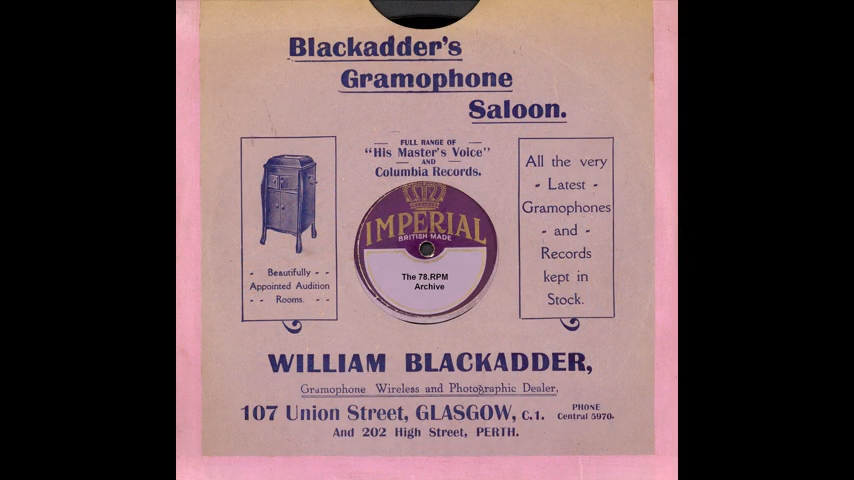 Blackadder's
Gramophone
Saloon.
FULL RANGE OF
"His Master's Voice"
AND
Columbia Records.
- Beautifully - -
Appointed Audition
- - Rooms. - -
IMPERIAL
BRITISH MADE
The 78.RPM
Archive
All the very
- Latest -
Gramophones
- and -
Records
kept in
Stock.
WILLIAM BLACKADDER,
Gramophone Wireless and Photographic Dealer,
107 Union Street, GLASGOW, C.1.
PHONE
Central 5970.
And 202 High Street, PERTH.